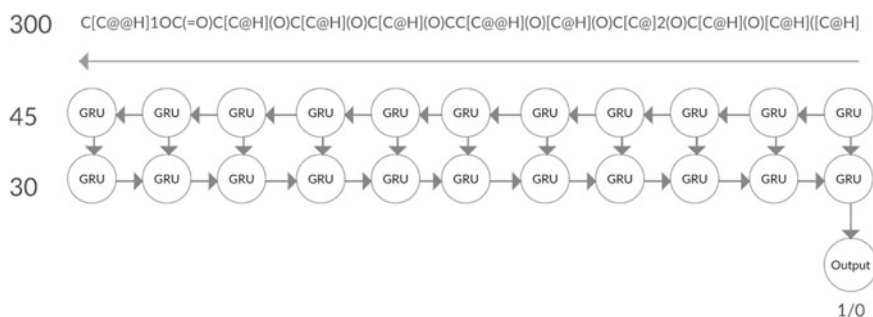 300 C[C@@H]1OC(=O)C[C@H](O)C[C@H](O)C[C@H](O)CC[C@@H](O)[C@H](O)C[C@]2(O)C[C@H](O)[C@H]([C@H]
45 GRU GRU GRU GRU GRU GRU GRU GRU GRU GRU GRU
30 GRU GRU GRU GRU GRU GRU GRU GRU GRU GRU GRU
Output
1/0